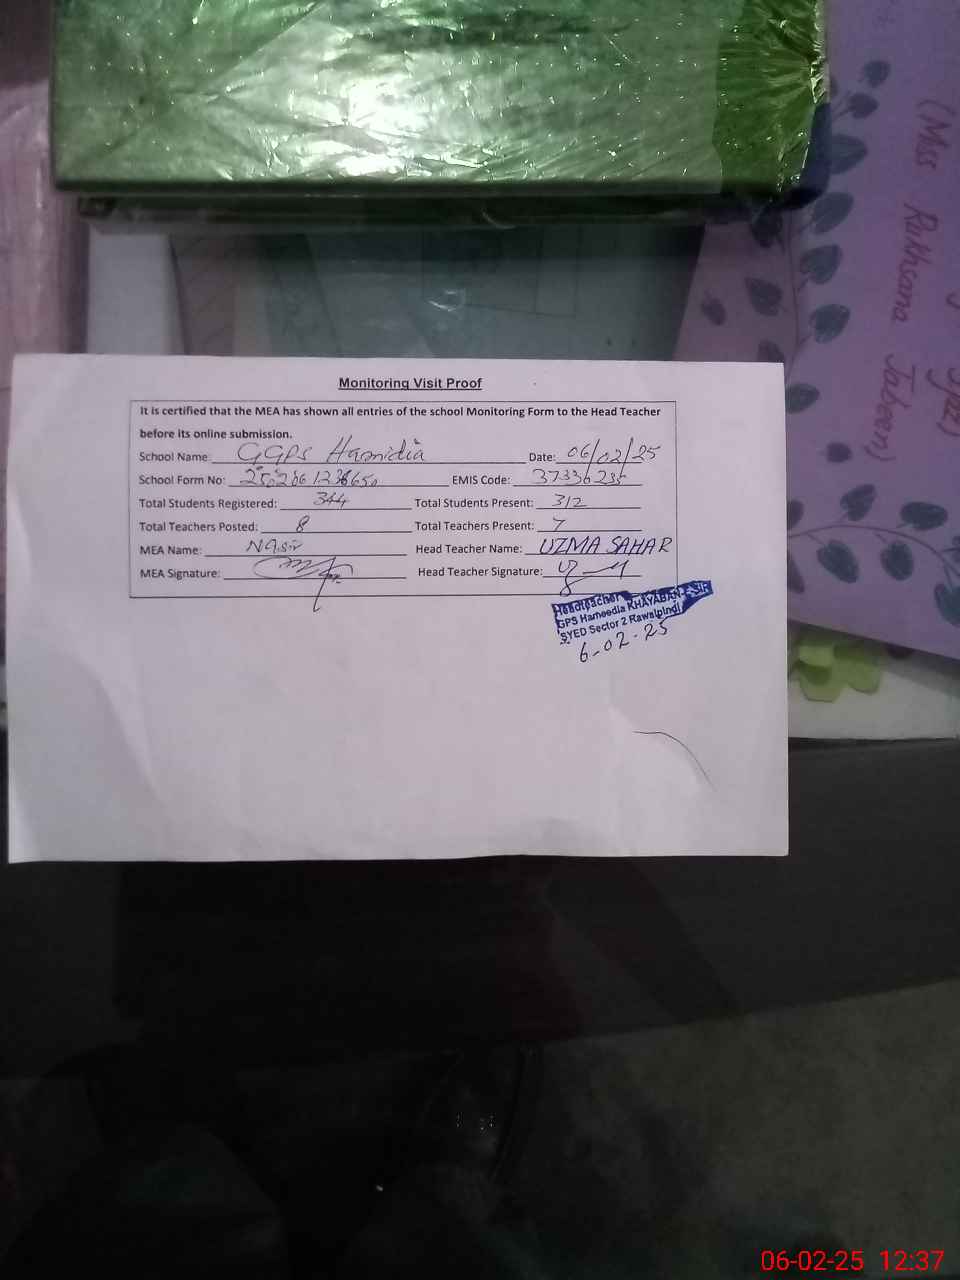 (Miss Rukhsana Jabeen)
Monitoring Visit Proof
It is certified that the MEA has shown all entries of the school Monitoring Form to the Head Teacher
before its online submission.
School Name: GGPS Hamidia Date: 06/02/25
School Form No: EMIS Code: 37336235
Total Students Registered: 344 Total Students Present: 312
Total Teachers Posted: 8 Total Teachers Present: 7
MEA Name: Nasir Head Teacher Name: UZMA SAHAR
MEA Signature: Head Teacher Signature:
Headteacher
GPS Hameedia KHAYABAN-
SYED Sector 2 Rawalpindi
6-02-25
06-02-25 12:37